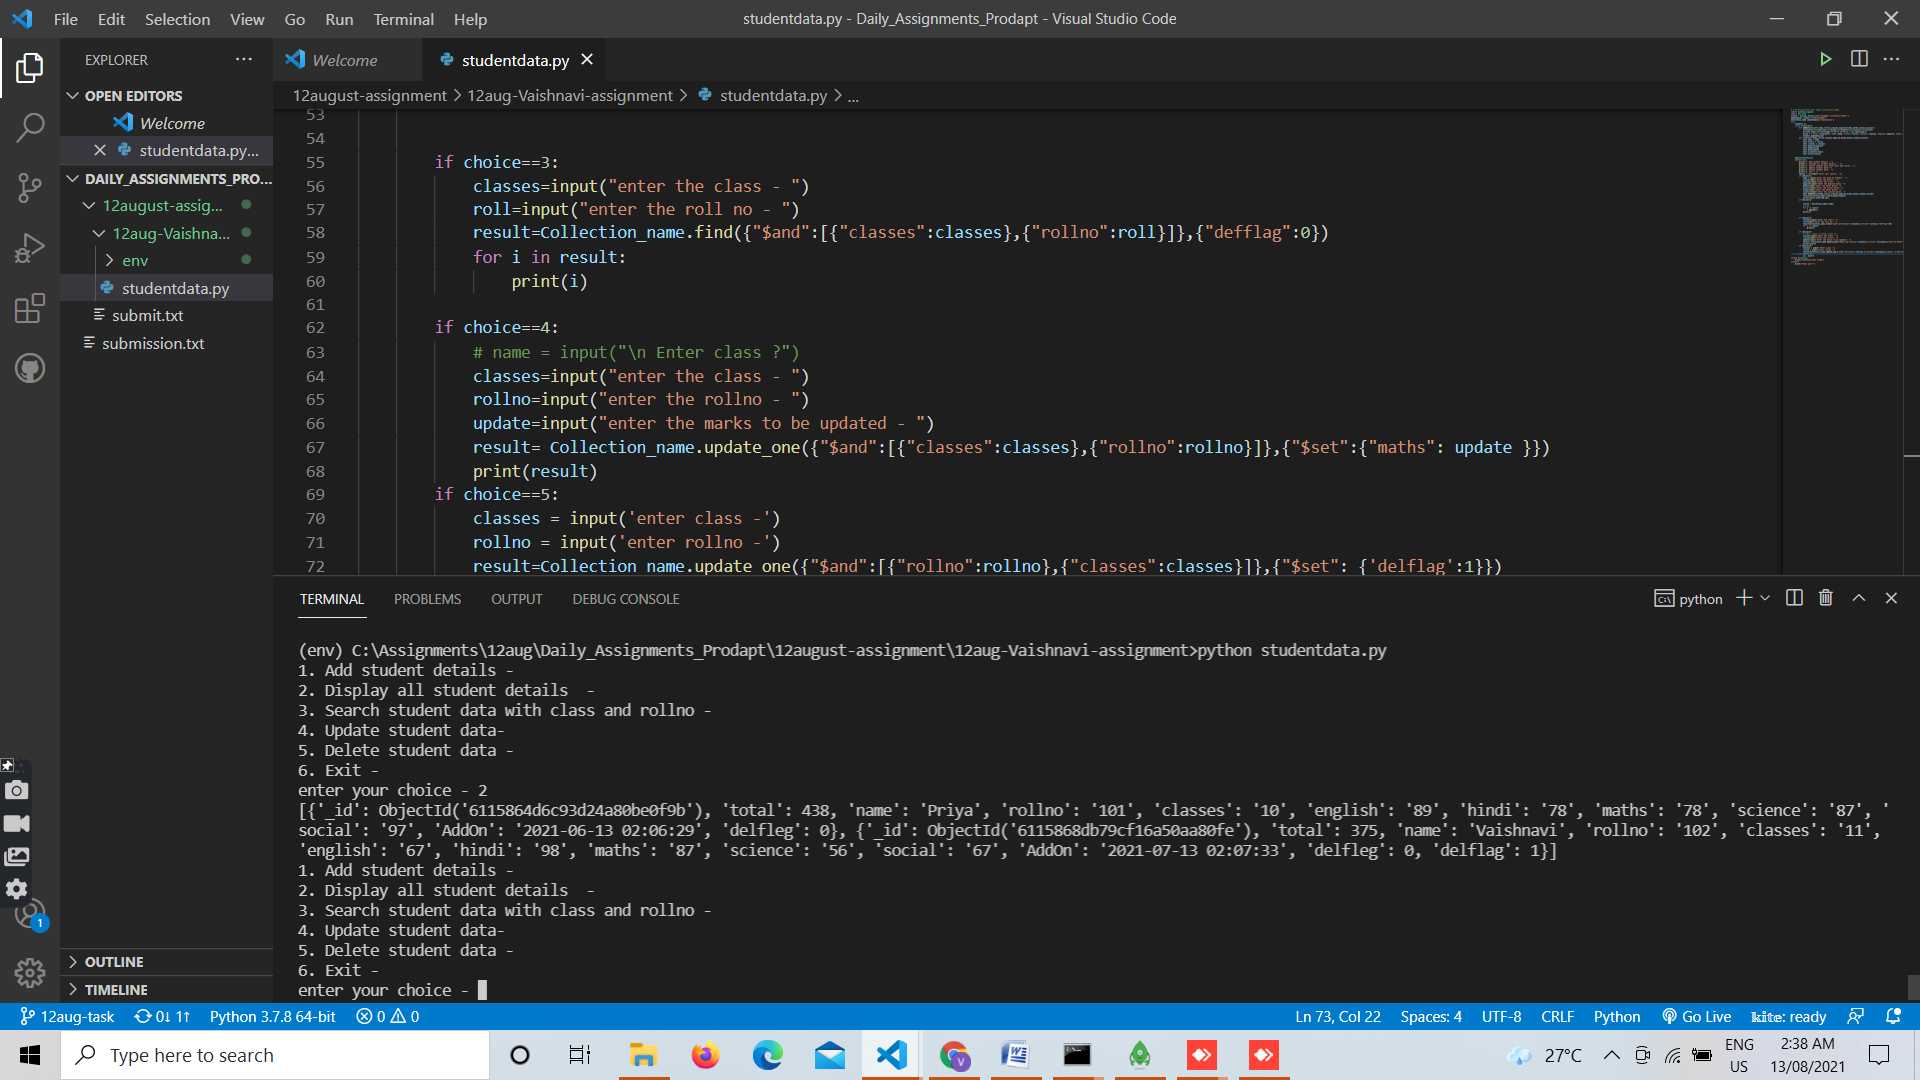 File Edit Selection View Go Run Terminal Help
studentdata.py - Daily_Assignments_Prodapt - Visual Studio Code
EXPLORER
Welcome
studentdata.py
OPEN EDITORS
Welcome
studentdata.py...
DAILY_ASSIGNMENTS_PRO...
12august-assig...
12aug-Vaishna...
env
studentdata.py
submit.txt
submission.txt
OUTLINE
TIMELINE
12august-assignment > 12aug-Vaishnavi-assignment > studentdata.py > ...
53
54
55 if choice==3:
56 classes=input("enter the class - ")
57 roll=input("enter the roll no - ")
58 result=Collection_name.find({"$and":[{"classes":classes},{"rollno":roll}]},{"defflag":0})
59 for i in result:
60 print(i)
61
62 if choice==4:
63 # name = input("\n Enter class ?")
64 classes=input("enter the class - ")
65 rollno=input("enter the rollno - ")
66 update=input("enter the marks to be updated - ")
67 result= Collection_name.update_one({"$and":[{"classes":classes},{"rollno":rollno}]},{"$set":{"maths": update }})
68 print(result)
69 if choice==5:
70 classes = input('enter class -')
71 rollno = input('enter rollno -')
72 result=Collection_name.update_one({"$and":[{"rollno":rollno},{"classes":classes}]},{"$set": {'delflag':1}})
TERMINAL PROBLEMS OUTPUT DEBUG CONSOLE
python
(env) C:\Assignments\12aug\Daily_Assignments_Prodapt\12august-assignment\12aug-Vaishnavi-assignment>python studentdata.py
1. Add student details -
2. Display all student details  -
3. Search student data with class and rollno -
4. Update student data-
5. Delete student data -
6. Exit -
enter your choice - 2
[{'_id': ObjectId('6115864d6c93d24a80be0f9b'), 'total': 438, 'name': 'Priya', 'rollno': '101', 'classes': '10', 'english': '89', 'hindi': '78', 'maths': '78', 'science': '87', '
social': '97', 'AddOn': '2021-06-13 02:06:29', 'delfleg': 0}, {'_id': ObjectId('6115868db79cf16a50aa80fe'), 'total': 375, 'name': 'Vaishnavi', 'rollno': '102', 'classes': '11',
'english': '67', 'hindi': '98', 'maths': '87', 'science': '56', 'social': '67', 'AddOn': '2021-07-13 02:07:33', 'delfleg': 0, 'delflag': 1}]
1. Add student details -
2. Display all student details  -
3. Search student data with class and rollno -
4. Update student data-
5. Delete student data -
6. Exit -
enter your choice -
1
12aug-task 0↓ 1↑ Python 3.7.8 64-bit 0 0
Ln 73, Col 22 Spaces: 4 UTF-8 CRLF Python Go Live kite: ready
Type here to search
27°C
ENG
US
2:38 AM
13/08/2021